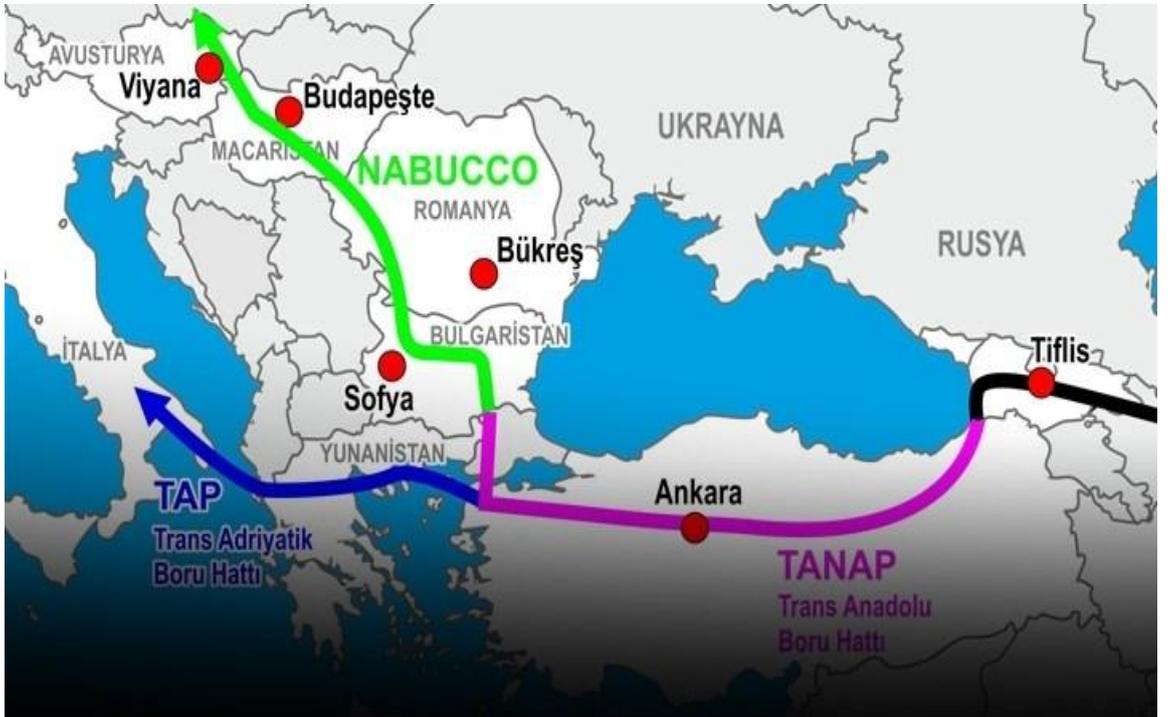 AVUSTURYA
Viyana
Budapeşte
MACARİSTAN
NABUCCO
ROMANYA
UKRAYNA
RUSYA
Bükreş
BULGARİSTAN
İTALYA
Tiflis
Sofya
YUNANİSTAN
TAP
Trans Adriyatik
Boru Hattı
Ankara
TANAP
Trans Anadolu
Boru Hattı